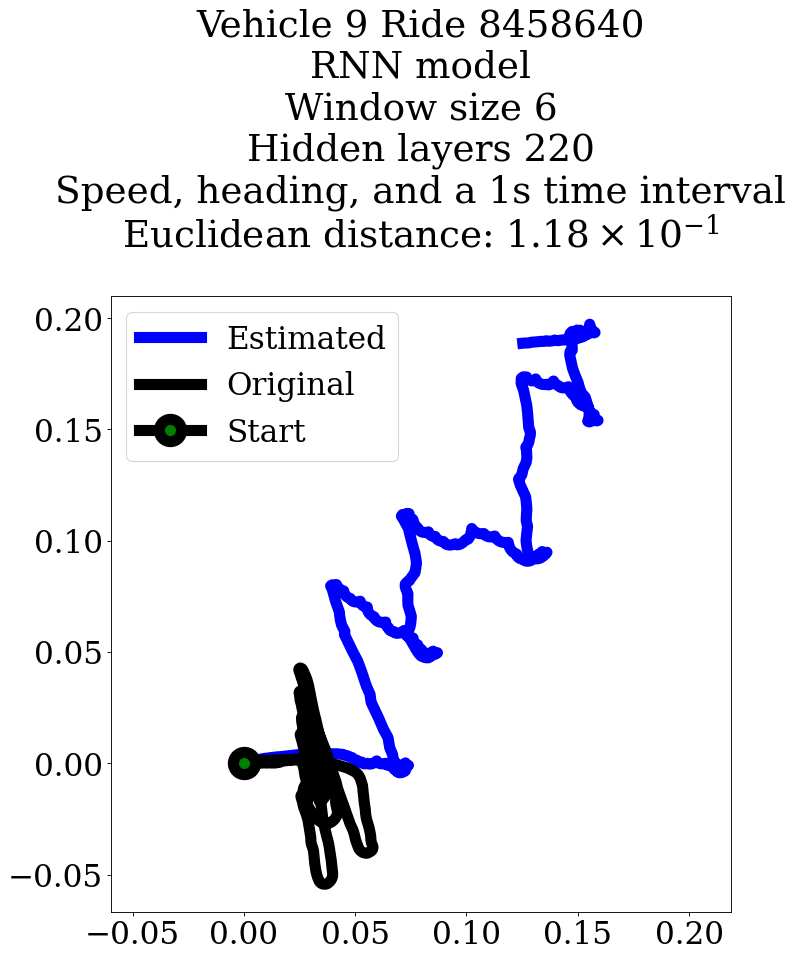 Vehicle 9 Ride 8458640
RNN model
Window size 6
Hidden layers 220
Speed, heading, and a 1s time interval
Euclidean distance: 1.18 × 10⁻¹
0.20
0.15
0.10
0.05
0.00
−0.05
Estimated
Original
Start
−0.05 0.00 0.05 0.10 0.15 0.20